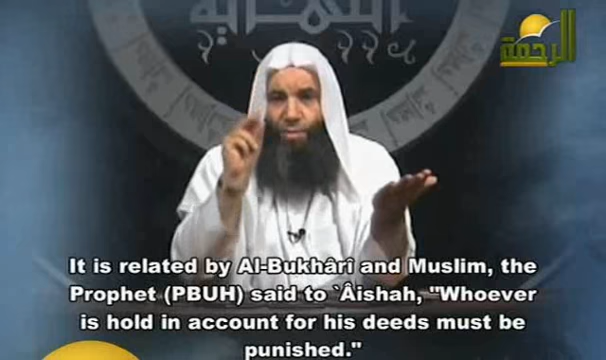 الرحمة
It is related by Al-Bukhârî and Muslim, the
Prophet (PBUH) said to `Âishah, "Whoever
is hold in account for his deeds must be
punished."